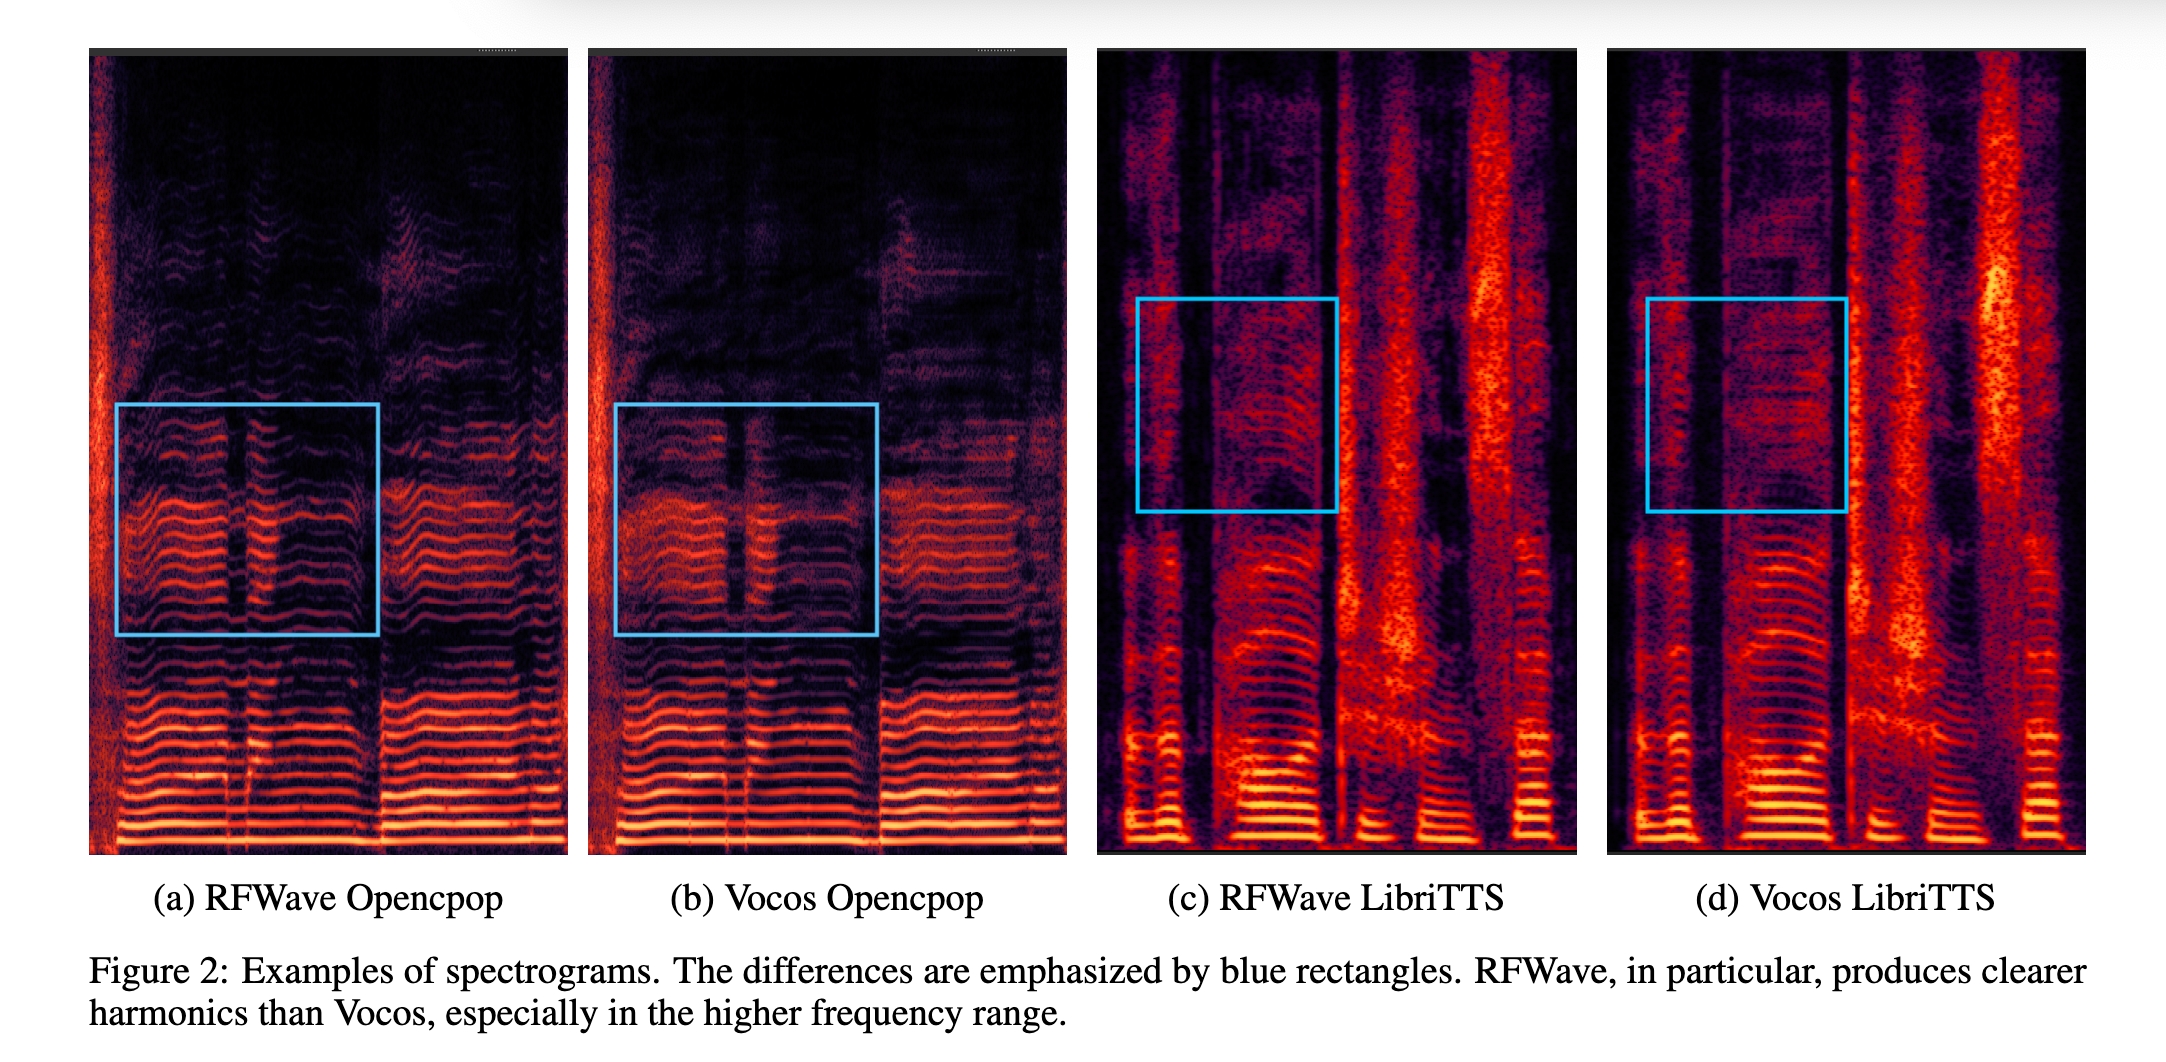 (a) RFWave Opencpop
(b) Vocos Opencpop
(c) RFWave LibriTTS
(d) Vocos LibriTTS
Figure 2: Examples of spectrograms. The differences are emphasized by blue rectangles. RFWave, in particular, produces clearer
harmonics than Vocos, especially in the higher frequency range.